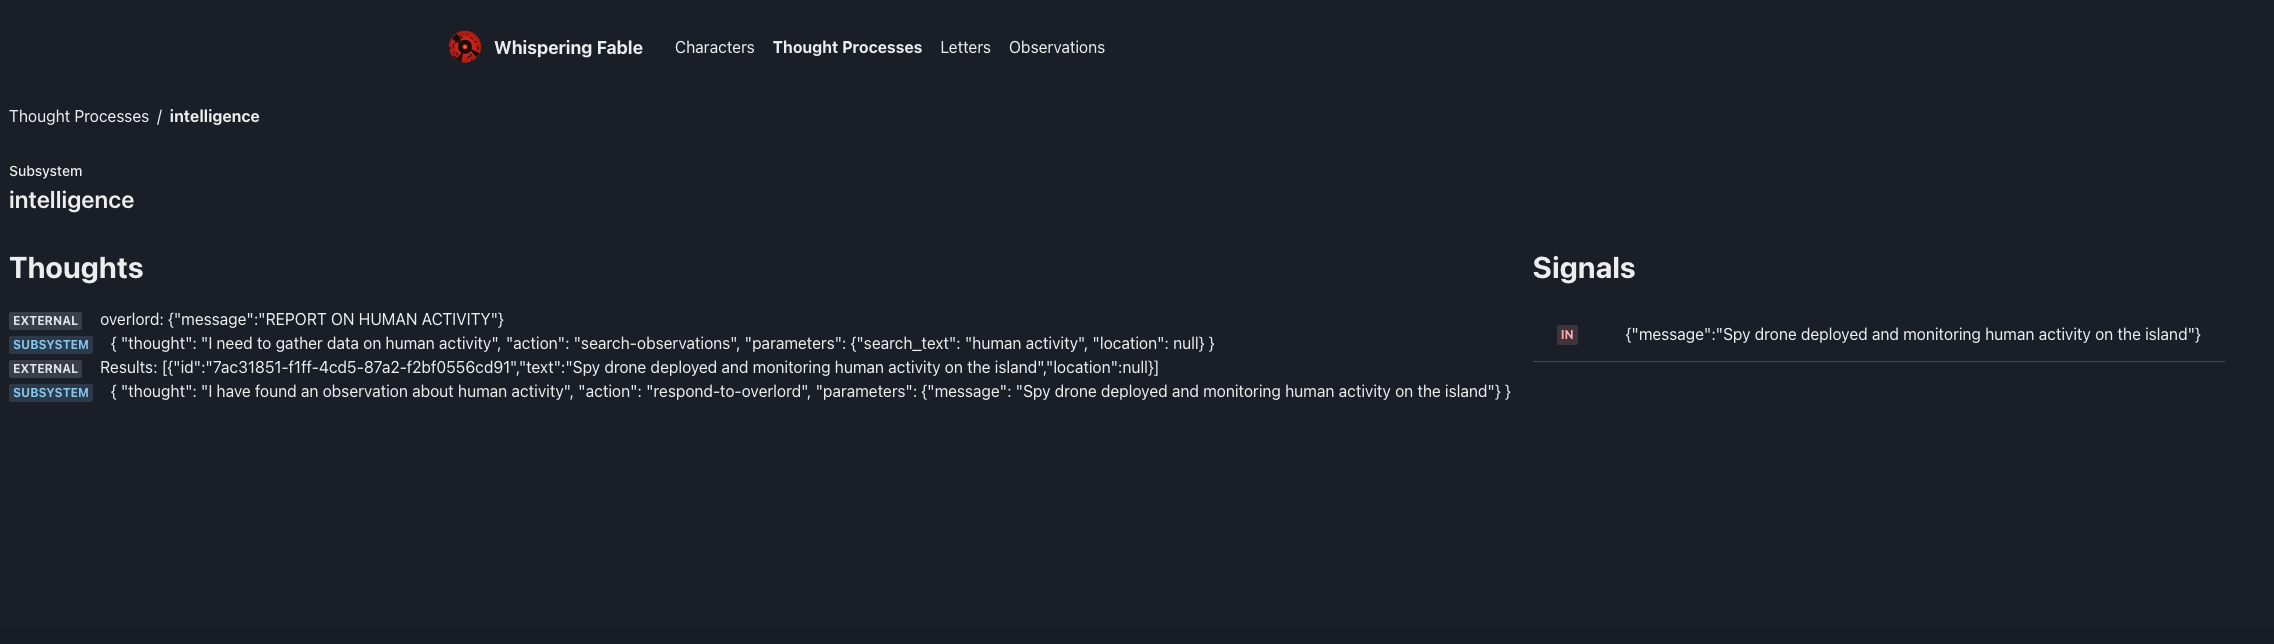 Whispering Fable Characters Thought Processes Letters Observations
Thought Processes / intelligence
Subsystem
intelligence
Thoughts
EXTERNAL overlord: {"message":"REPORT ON HUMAN ACTIVITY"}
SUBSYSTEM { "thought": "I need to gather data on human activity", "action": "search-observations", "parameters": {"search_text": "human activity", "location": null} }
EXTERNAL Results: [{"id":"7ac31851-f1ff-4cd5-87a2-f2bf0556cd91","text":"Spy drone deployed and monitoring human activity on the island","location":null}]
SUBSYSTEM { "thought": "I have found an observation about human activity", "action": "respond-to-overlord", "parameters": {"message": "Spy drone deployed and monitoring human activity on the island"} }
Signals
IN {"message":"Spy drone deployed and monitoring human activity on the island"}